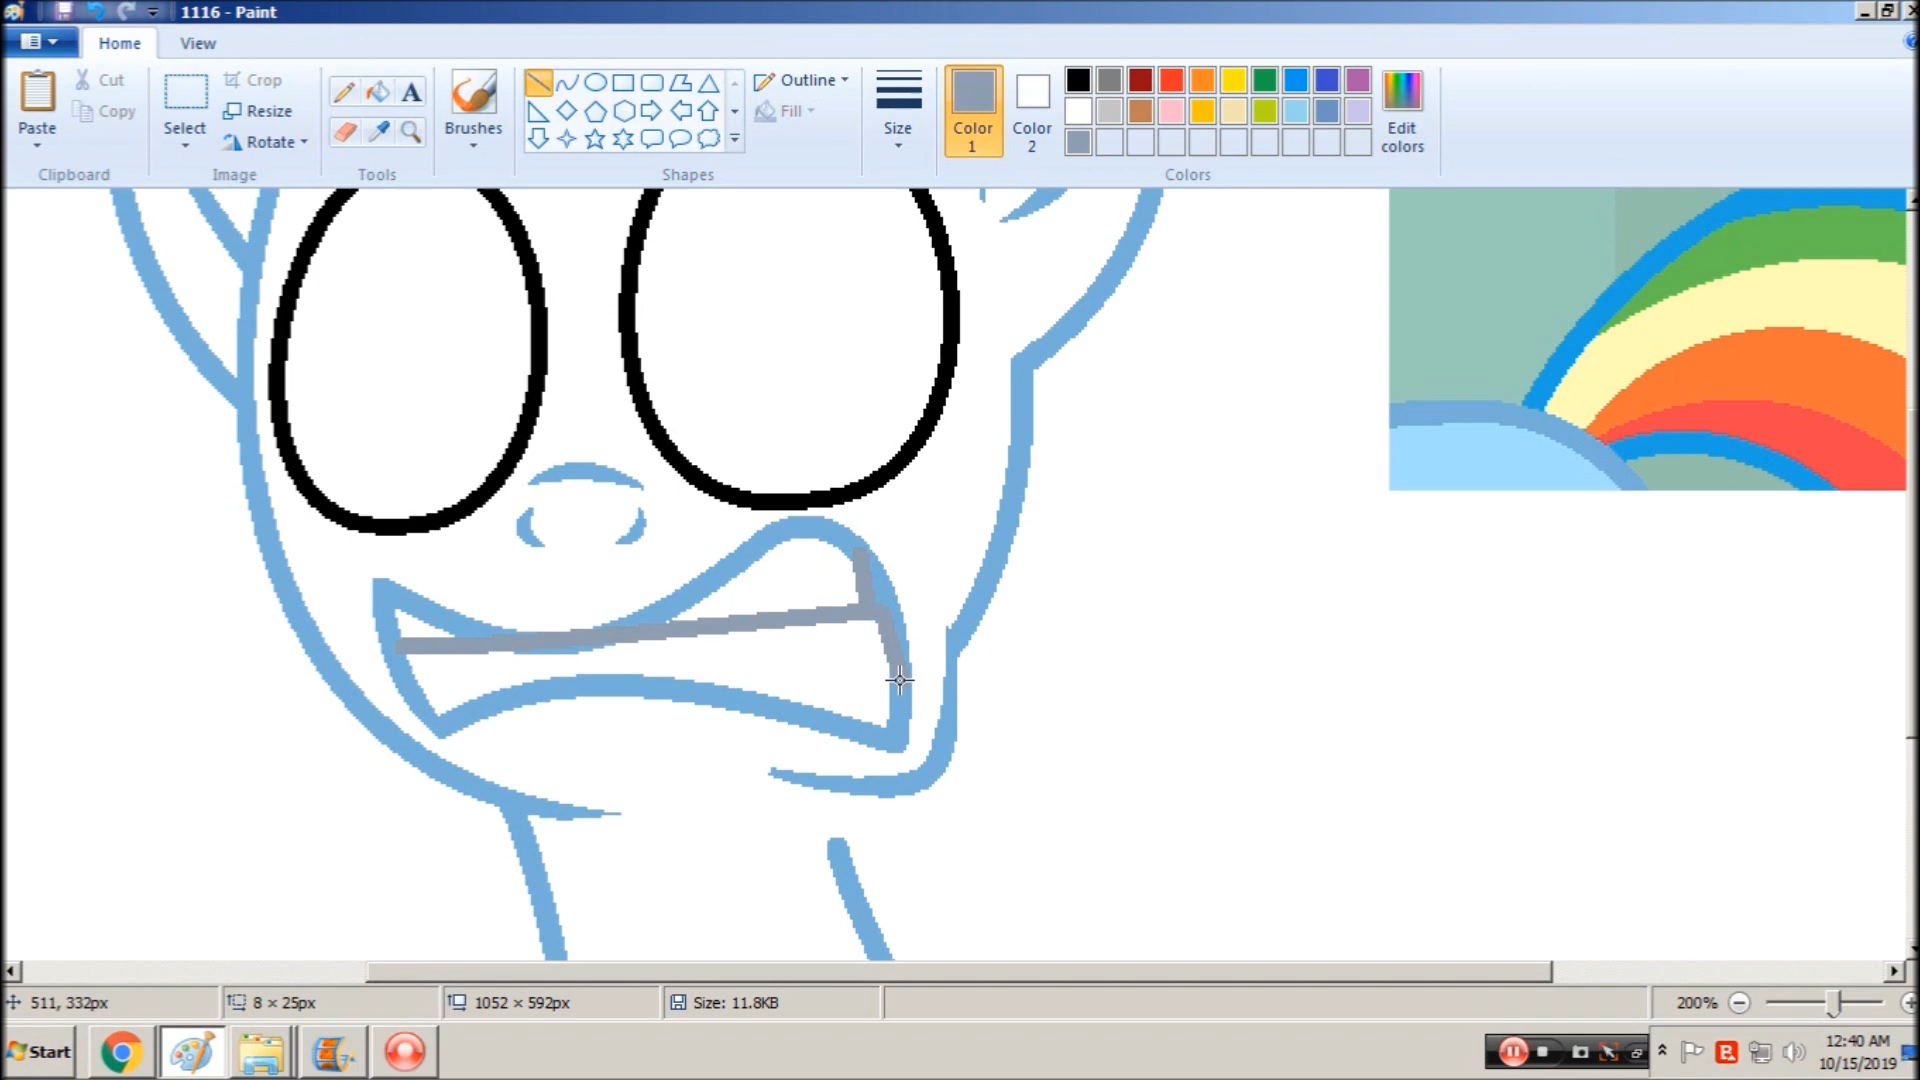 1116 - Paint
Home View
Paste
Cut
Copy
Clipboard
Select
Crop
Resize
Rotate
Image
A
Tools
Brushes
Outline
Fill
Shapes
Size
Color 1
Color 2
Edit colors
Colors
511, 332px
8 × 25px
1052 × 592px
Size: 11.8KB
200%
Start
12:40 AM
10/15/2019